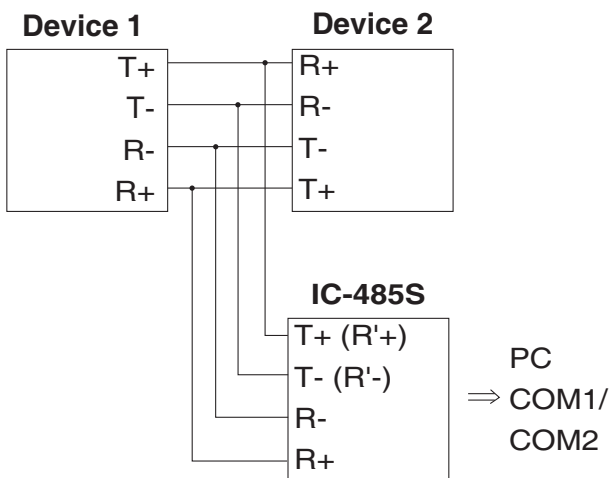 Device 1
T+
T-
R-
R+
Device 2
R+
R-
T-
T+
IC-485S
T+ (R'+)
T- (R'-)
R-
R+
PC
COM1/
COM2